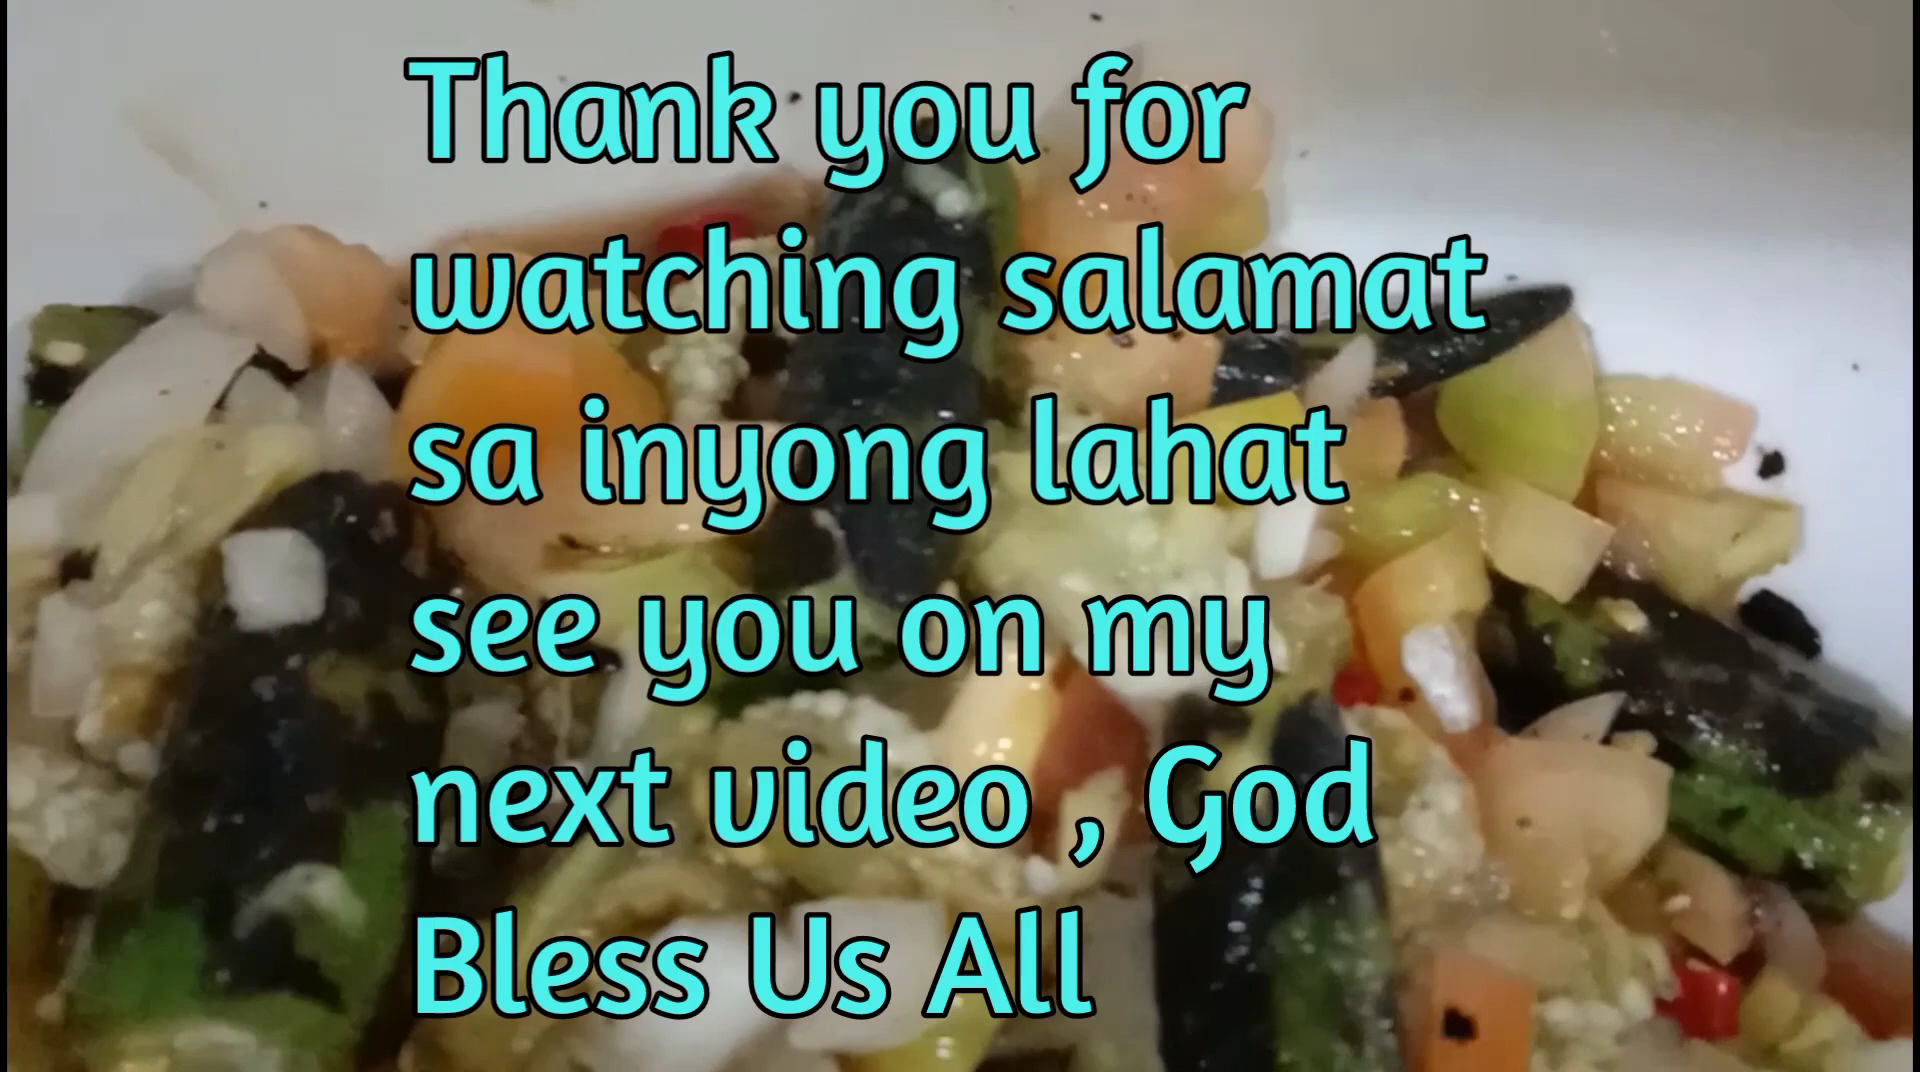 Thank you for
watching salamat
sa inyong lahat
see you on my
next video , God
Bless Us All